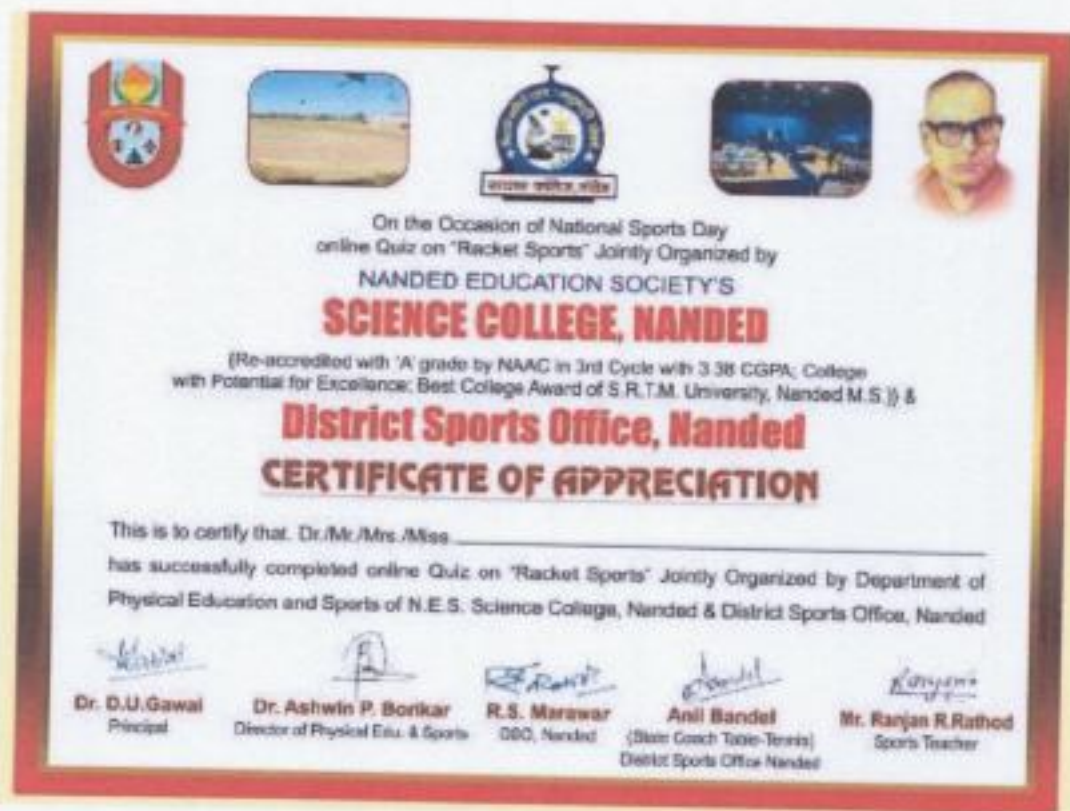 On the Occasion of National Sports Day
online Quiz on "Racket Sports" Jointly Organized by
NANDED EDUCATION SOCIETY'S
SCIENCE COLLEGE, NANDED
(Re-accredited with 'A' grade by NAAC in 3rd Cycle with 3.38 CGPA; College
with Potential for Excellence; Best College Award of S.R.T.M. University, Nanded M.S.)) &
District Sports Office, Nanded
CERTIFICATE OF APPRECIATION
This is to certify that. Dr./Mr./Mrs./Miss
has successfully completed online Quiz on "Racket Sports" Jointly Organized by Department of
Physical Education and Sports of N.E.S. Science College, Nanded & District Sports Office, Nanded
Dr. D.U.Gawai
Principal
Dr. Ashwin P. Borikar
Director of Physical Edu. & Sports
R.S. Marawar
Nanded
Anil Bandel
(State Coach Table-Tennis)
District Sports Office Nanded
Mr. Ranjan R.Rathod
Sports Teacher